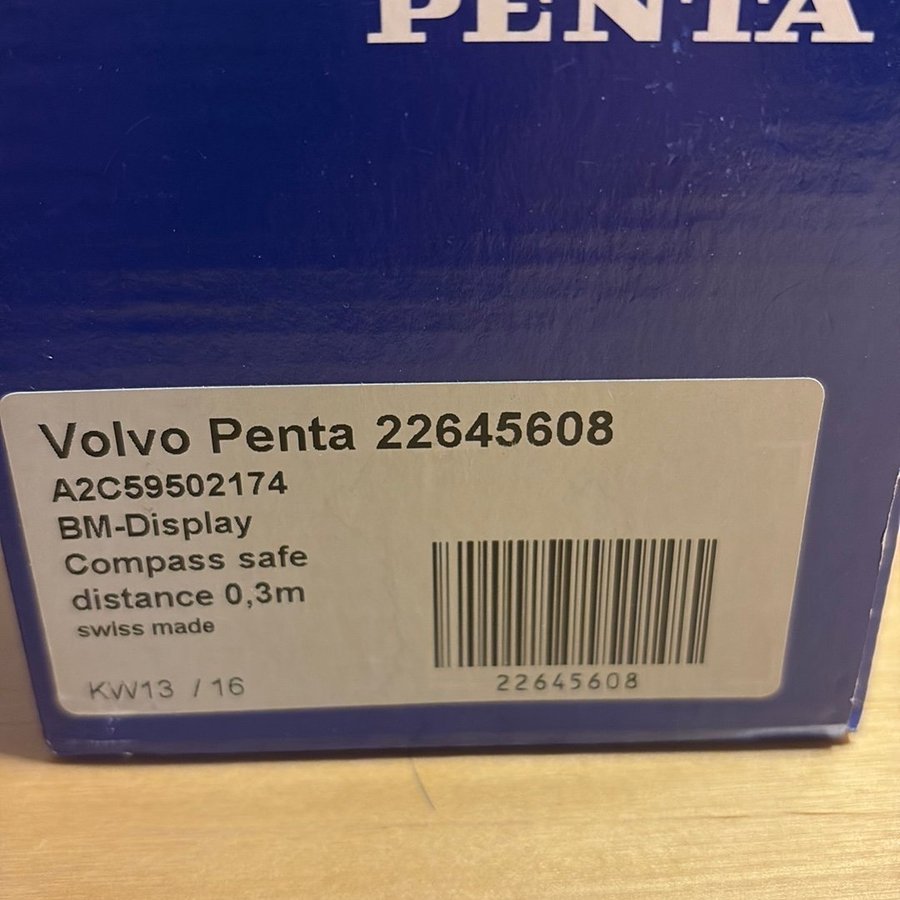 PENTA
Volvo Penta 22645608
A2C59502174
BM-Display
Compass safe
distance 0,3m
swiss made
KW13 / 16
22645608